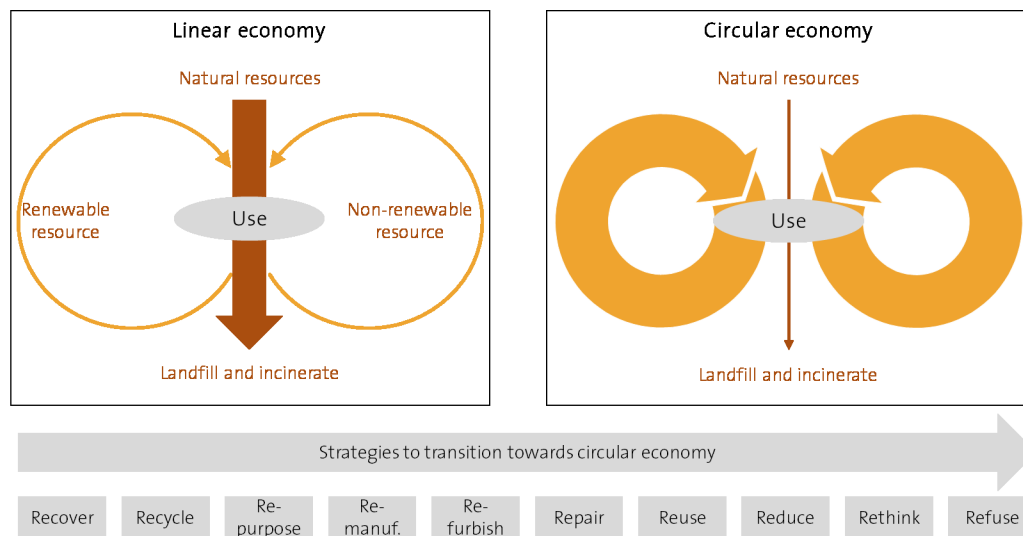 Linear economy
Natural resources
Renewable
resource
Use
Non-renewable
resource
Landfill and incinerate
Circular economy
Natural resources
Use
Landfill and incinerate
Strategies to transition towards circular economy
Recover
Recycle
Re-
purpose
Re-
manuf.
Re-
furbish
Repair
Reuse
Reduce
Rethink
Refuse